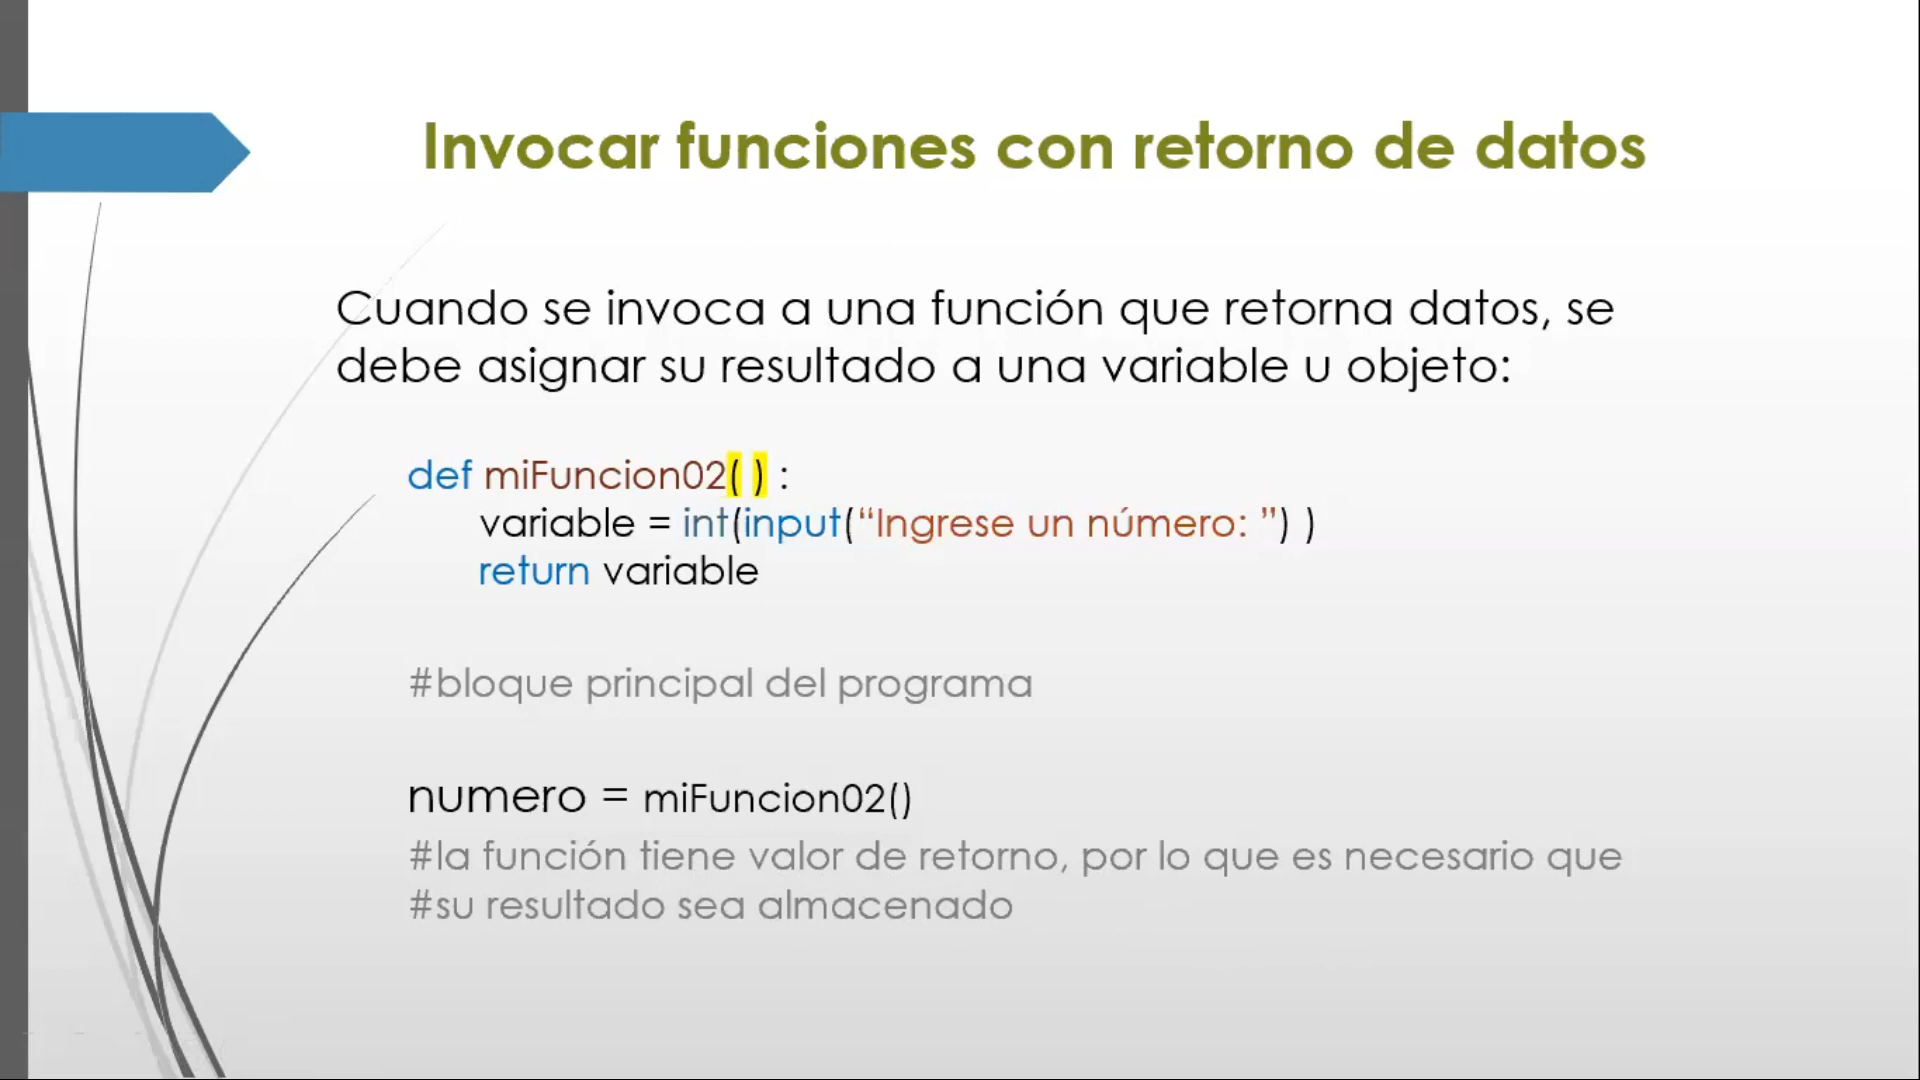 Invocar funciones con retorno de datos
Cuando se invoca a una función que retorna datos, se
debe asignar su resultado a una variable u objeto:
def miFuncion02( ) :
variable = int(input(“Ingrese un número: ”) )
return variable
#bloque principal del programa
numero = miFuncion02()
#la función tiene valor de retorno, por lo que es necesario que
#su resultado sea almacenado